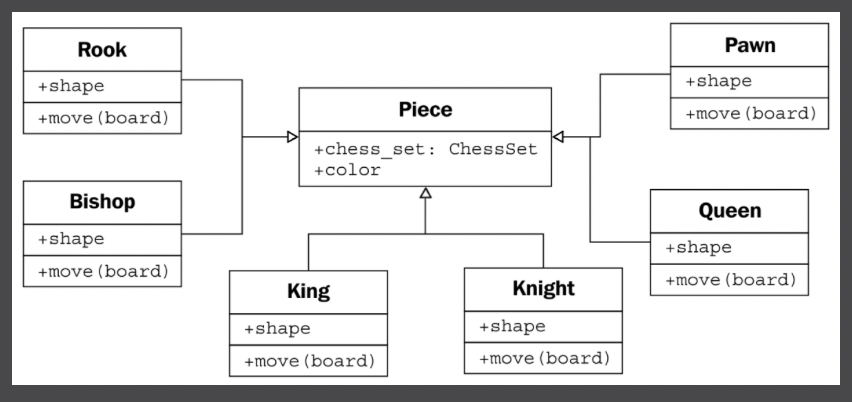 Rook
+shape
+move(board)
Bishop
+shape
+move(board)
Piece
+chess_set: ChessSet
+color
King
+shape
+move(board)
Knight
+shape
+move(board)
Pawn
+shape
+move(board)
Queen
+shape
+move(board)